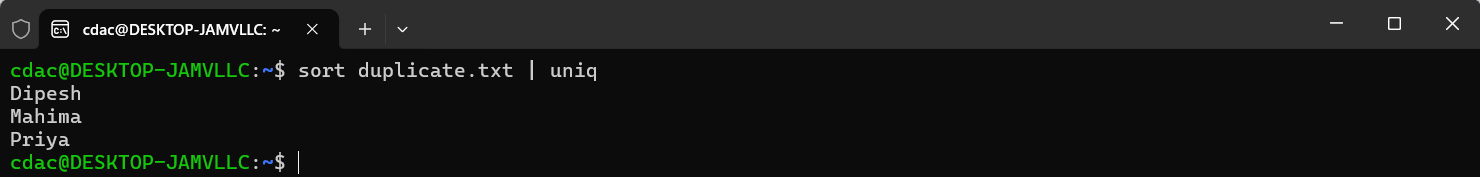 cdac@DESKTOP-JAMVLLC: ~
cdac@DESKTOP-JAMVLLC:~$ sort duplicate.txt | uniq
Dipesh
Mahima
Priya
cdac@DESKTOP-JAMVLLC:~$